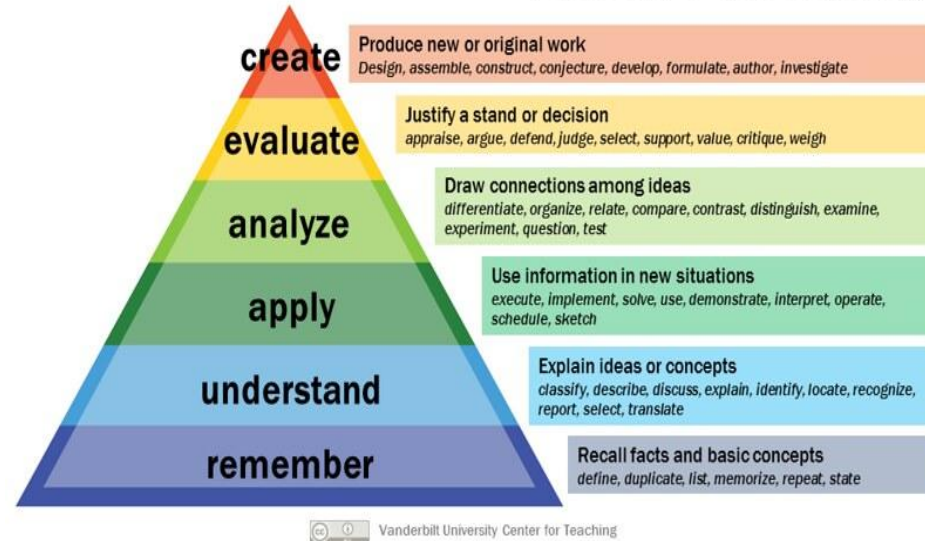 create
Produce new or original work
Design, assemble, construct, conjecture, develop, formulate, author, investigate
evaluate
Justify a stand or decision
appraise, argue, defend, judge, select, support, value, critique, weigh
analyze
Draw connections among ideas
differentiate, organize, relate, compare, contrast, distinguish, examine,
experiment, question, test
apply
Use information in new situations
execute, implement, solve, use, demonstrate, interpret, operate,
schedule, sketch
understand
Explain ideas or concepts
classify, describe, discuss, explain, identify, locate, recognize,
report, select, translate
remember
Recall facts and basic concepts
define, duplicate, list, memorize, repeat, state
cc
Vanderbilt University Center for Teaching